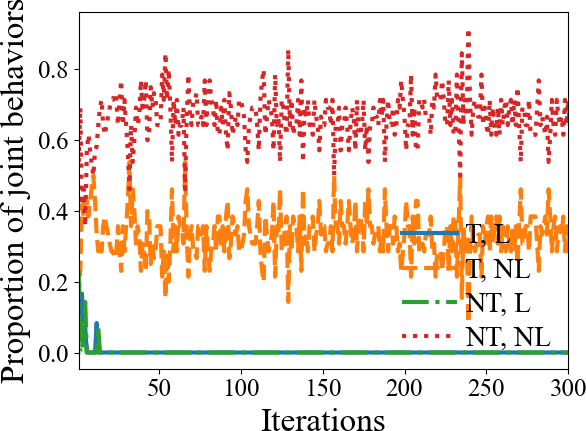 Proportion of joint behaviors
0.8
0.6
0.4
0.2
0.0
T, L
T, NL
NT, L
NT, NL
50 100 150 200 250 300
Iterations